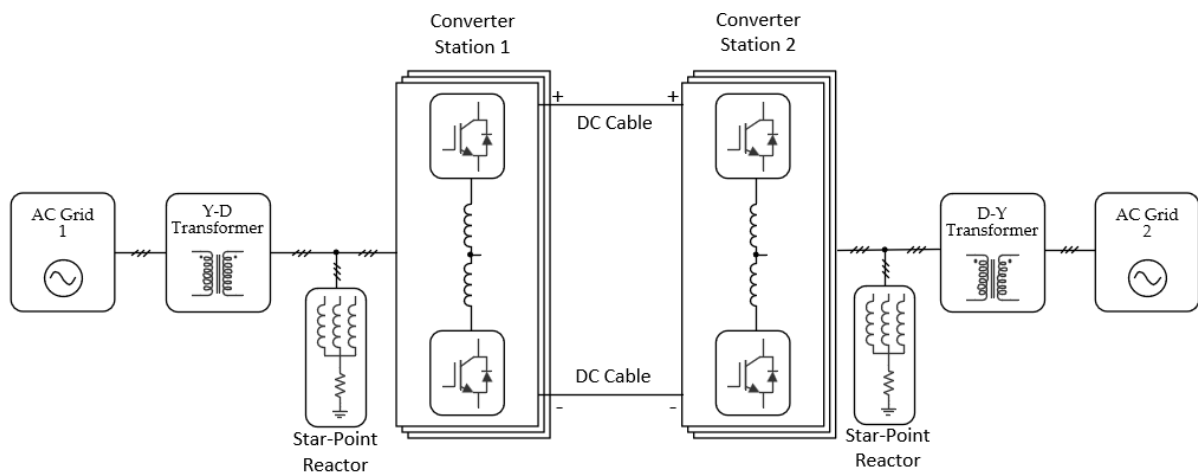 Converter
Station 1
Converter
Station 2
+
+
DC Cable
AC Grid
1
Y-D
Transformer
D-Y
Transformer
AC Grid
2
DC Cable
-
-
Star-Point
Reactor
Star-Point
Reactor